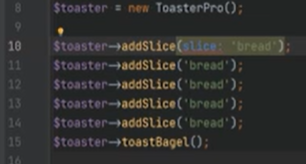 8 $toaster = new ToasterPro();
9
10 $toaster->addSlice(slice: 'bread');
11 $toaster->addSlice('bread');
12 $toaster->addSlice('bread');
13 $toaster->addSlice('bread');
14 $toaster->addSlice('bread');
15 $toaster->toastBagel();
16